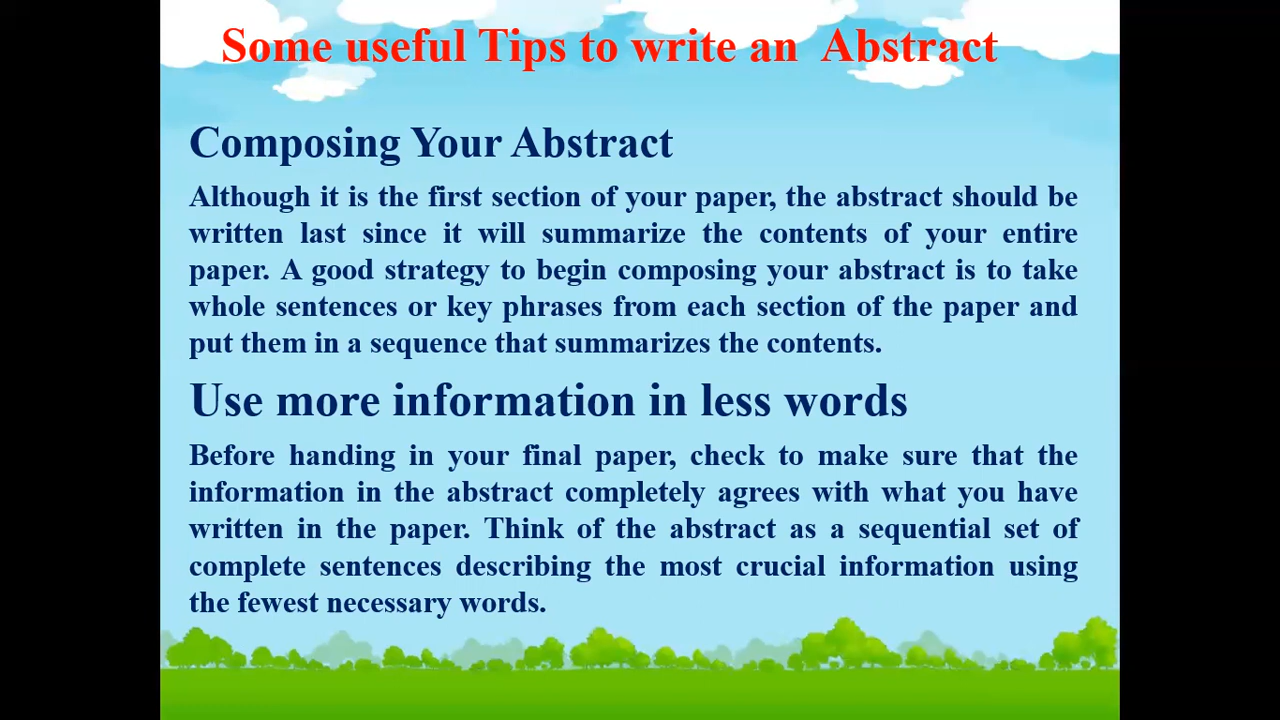 Some useful Tips to write an Abstract
Composing Your Abstract
Although it is the first section of your paper, the abstract should be
written last since it will summarize the contents of your entire
paper. A good strategy to begin composing your abstract is to take
whole sentences or key phrases from each section of the paper and
put them in a sequence that summarizes the contents.
Use more information in less words
Before handing in your final paper, check to make sure that the
information in the abstract completely agrees with what you have
written in the paper. Think of the abstract as a sequential set of
complete sentences describing the most crucial information using
the fewest necessary words.